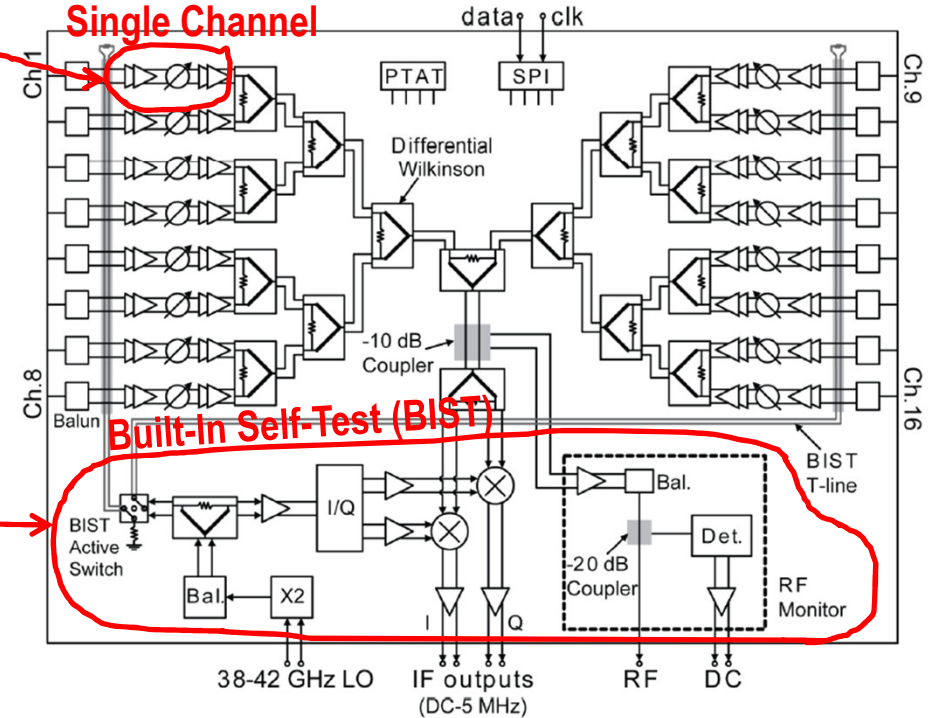 data
clk
Single Channel
Ch.1
PTAT
SPI
Ch.9
Differential
Wilkinson
-10 dB
Coupler
Ch.8
Ch.16
Balun
Built-In Self-Test (BIST)
BIST
T-line
I/Q
Bal.
BIST
Active
Switch
Det.
-20 dB
Coupler
Bal.
X2
RF
Monitor
I
Q
38-42 GHz LO
IF outputs
RF
DC
(DC-5 MHz)